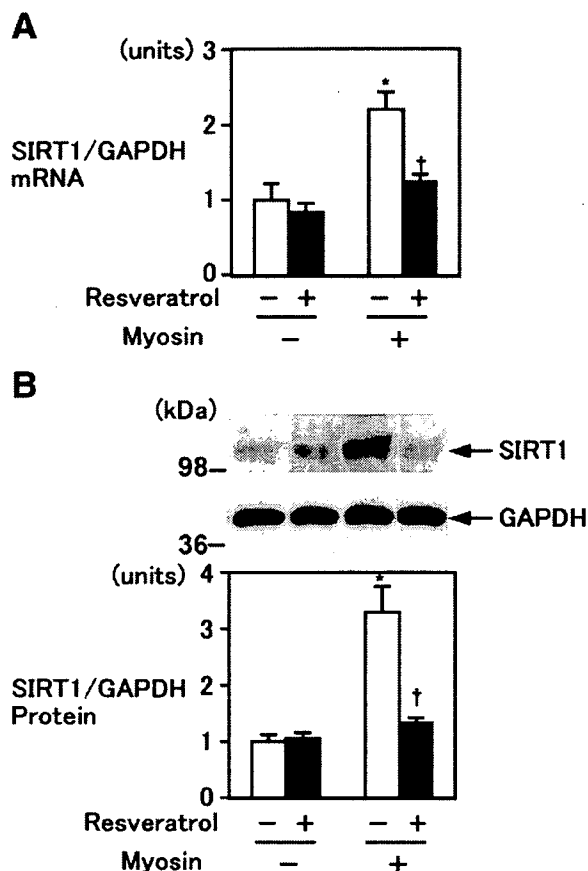 A
(units)
3
*
2
†
SIRT1/GAPDH
mRNA
1
0
Resveratrol − + − +
Myosin − +
B
(kDa)
98
SIRT1
GAPDH
36
(units)
4
*
3
2
†
SIRT1/GAPDH
Protein
1
0
Resveratrol − + − +
Myosin − +